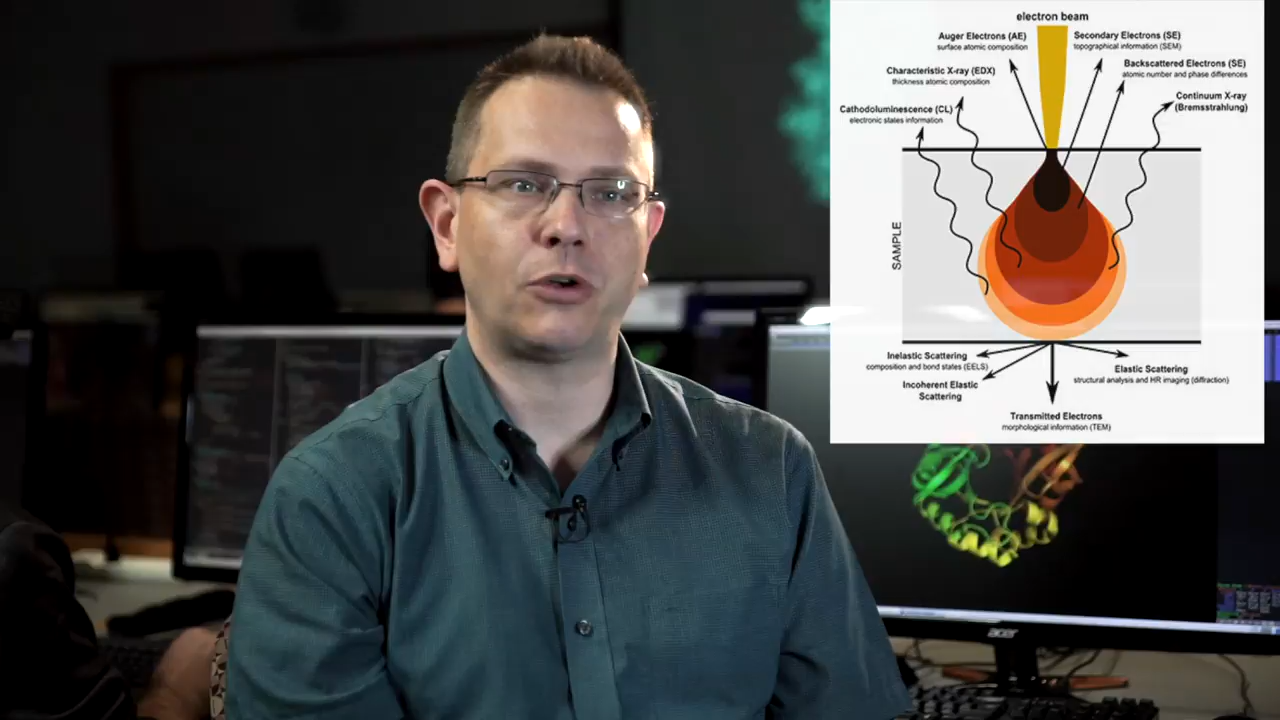 electron beam
Auger Electrons (AE)
surface atomic composition
Secondary Electrons (SE)
topographical information (SEM)
Characteristic X-ray (EDX)
thickness atomic composition
Backscattered Electrons (SE)
atomic number and phase differences
Cathodoluminescence (CL)
electronic states information
Continuum X-ray
(Bremsstrahlung)
SAMPLE
Inelastic Scattering
composition and bond states (EELS)
Incoherent Elastic
Scattering
Elastic Scattering
structural analysis and HR imaging (diffraction)
Transmitted Electrons
morphological information (TEM)
acer